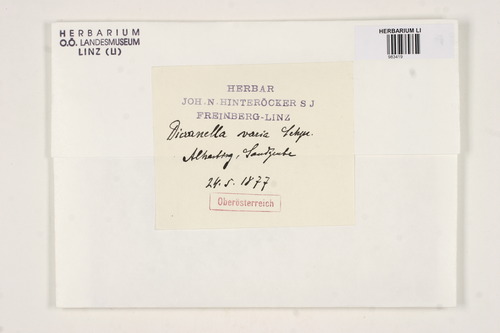 HERBARIUM
O.Ö. LANDESMUSEUM
LINZ (LI)
HERBARIUM LI
HERBAR
JOH. N. HINTERÖCKER S J
FREINBERG-LINZ
Dicranella varia Schpr.
Sandgrube
24. 5. 1877
Oberösterreich